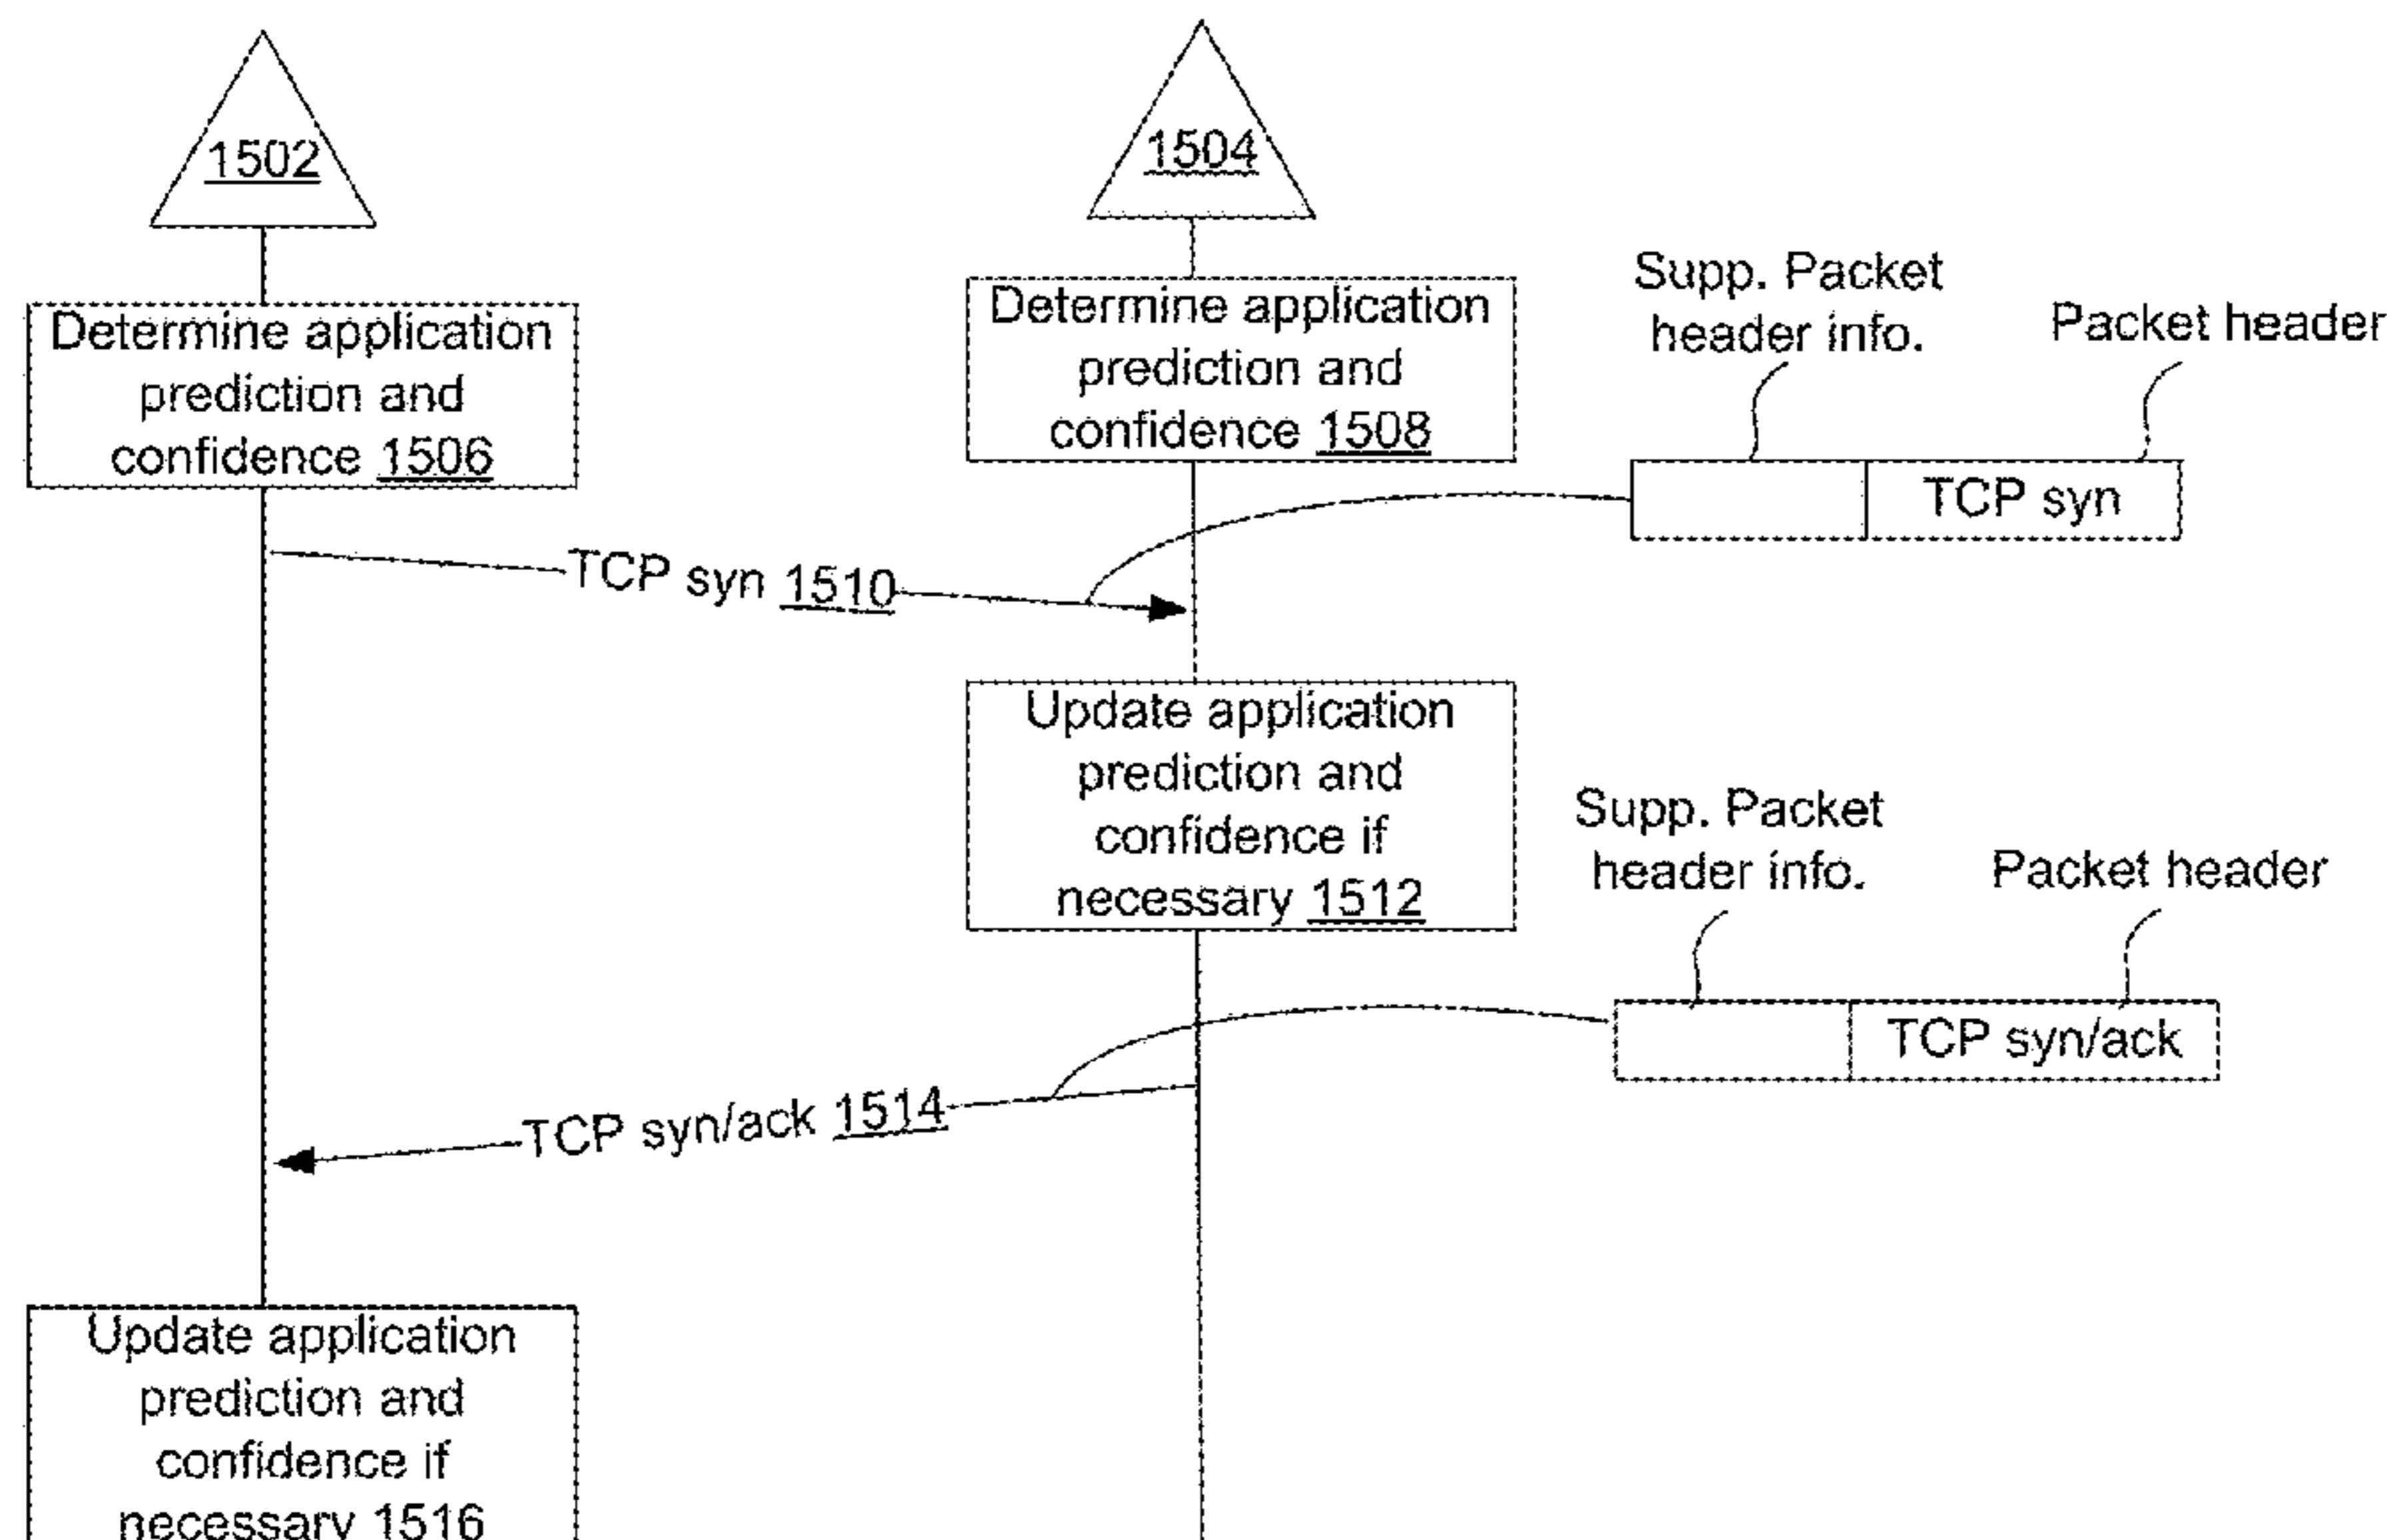 1502
1504
Determine application
prediction and
confidence 1506
Determine application
prediction and
confidence 1508
Supp. Packet
header info.
Packet header
TCP syn
TCP syn 1510
Update application
prediction and
confidence if
necessary 1512
Supp. Packet
header info.
Packet header
TCP syn/ack
TCP syn/ack 1514
Update application
prediction and
confidence if
necessary 1516